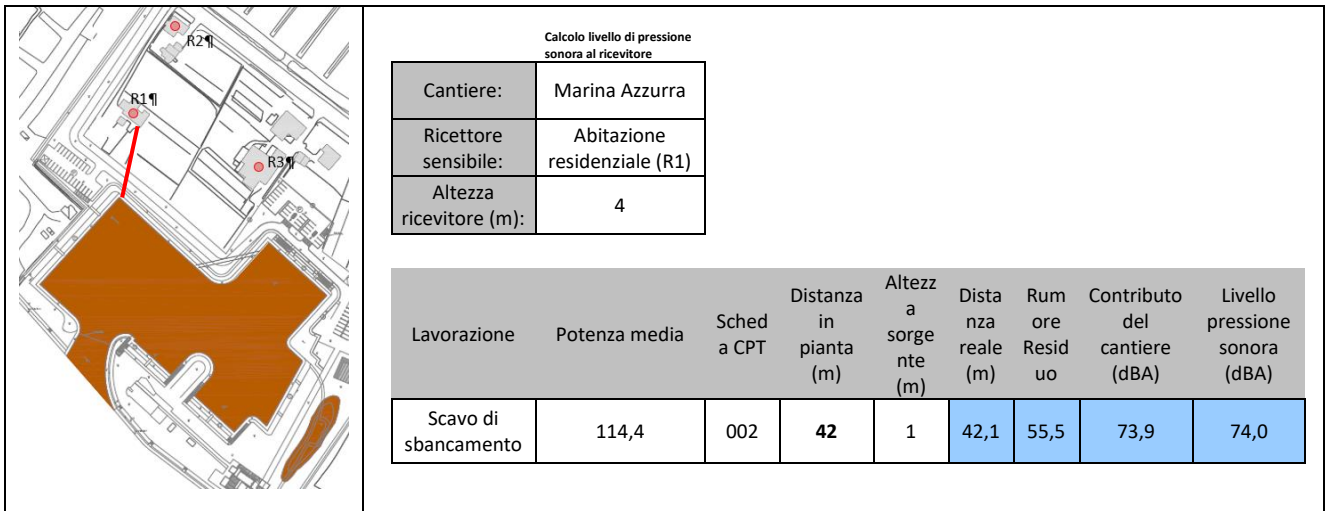 R2¶
R1¶
R3¶
Calcolo livello di pressione
sonora al ricevitore
Cantiere:
Marina Azzurra
Ricettore
sensibile:
Abitazione
residenziale (R1)
Altezza
ricevitore (m):
4
Lavorazione
Potenza media
Sched
a CPT
Distanza
in
pianta
(m)
Altezz
a
sorge
nte
(m)
Dista
nza
reale
(m)
Rum
ore
Resid
uo
Contributo
del
cantiere
(dBA)
Livello
pressione
sonora
(dBA)
Scavo di
sbancamento
114,4
002
42
1
42,1
55,5
73,9
74,0